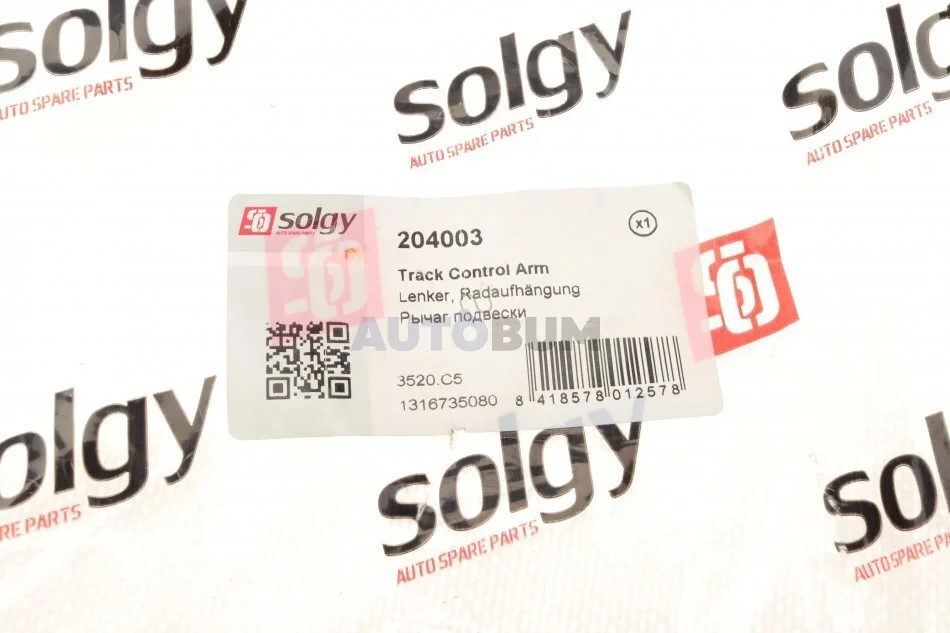 solgy
AUTO SPARE PARTS
solgy
AUTO SPARE PARTS
solgy
AUTO SPARE PARTS
solgy
AUTO SPARE PARTS
204003
x1
Track Control Arm
Lenker, Radaufhängung
Рычаг подвески
AUTOBUM
3520.C5
1316735080
8 418578 012578
solgy
AUTO SPARE PARTS
solgy
AUTO SPARE PARTS
solgy
AUTO SPARE PARTS